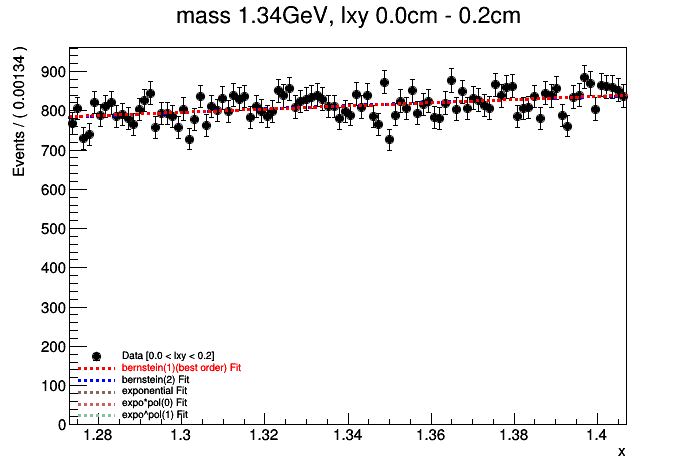 mass 1.34GeV, lxy 0.0cm - 0.2cm
Events / ( 0.00134 )
900
800
700
600
500
400
300
200
100
0
Data [0.0 < lxy < 0.2]
bernstein(1)(best order) Fit
bernstein(2) Fit
exponential Fit
expo*pol(0) Fit
expo*pol(1) Fit
1.28 1.3 1.32 1.34 1.36 1.38 1.4
x